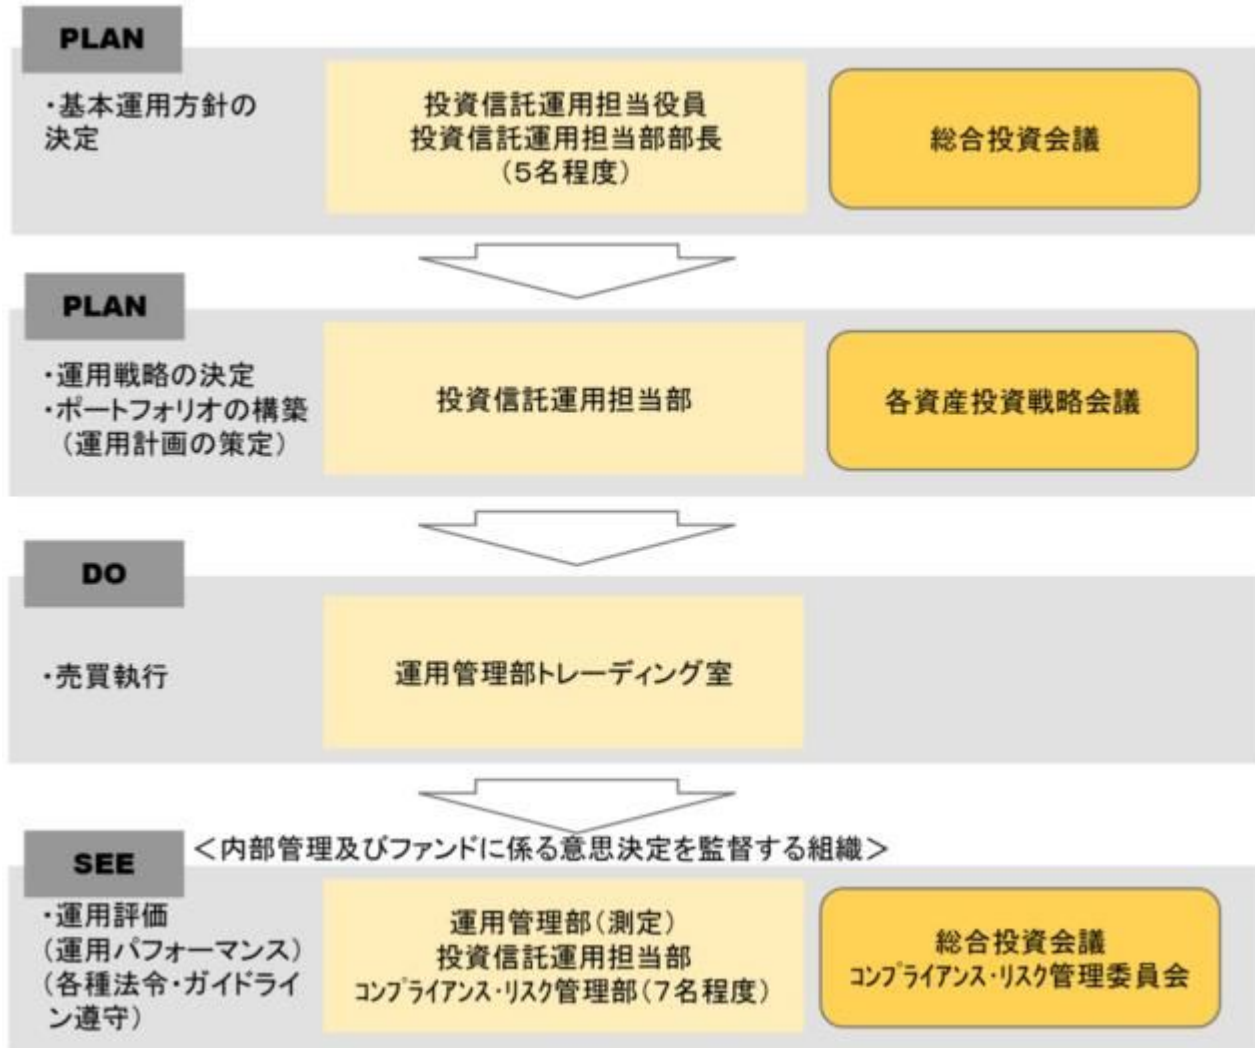 PLAN
・基本運用方針の
決定
投資信託運用担当役員
投資信託運用担当部部長
（5名程度）
総合投資会議
PLAN
・運用戦略の決定
・ポートフォリオの構築
（運用計画の策定）
投資信託運用担当部
各資産投資戦略会議
DO
・売買執行
運用管理部トレーディング室
SEE
＜内部管理及びファンドに係る意思決定を監督する組織＞
・運用評価
（運用パフォーマンス）
（各種法令・ガイドライ
ン遵守）
運用管理部（測定）
投資信託運用担当部
ｺﾝﾌﾟﾗｲｱﾝｽ･ﾘｽｸ管理部（7名程度）
総合投資会議
ｺﾝﾌﾟﾗｲｱﾝｽ･ﾘｽｸ管理委員会